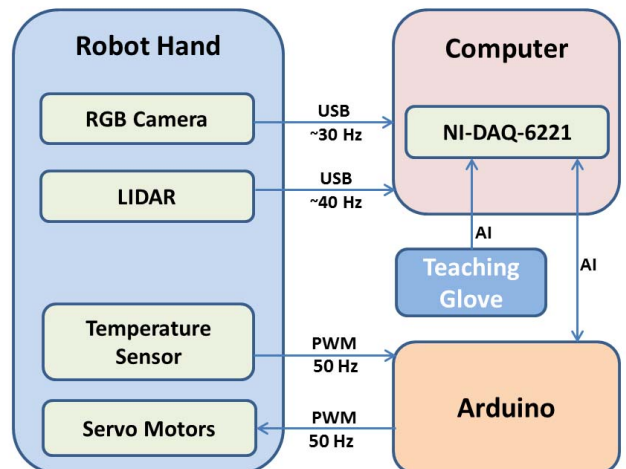 Robot Hand
RGB Camera
LIDAR
Temperature
Sensor
Servo Motors
USB
~30 Hz
USB
~40 Hz
PWM
50 Hz
PWM
50 Hz
Computer
NI-DAQ-6221
AI
AI
Teaching
Glove
Arduino